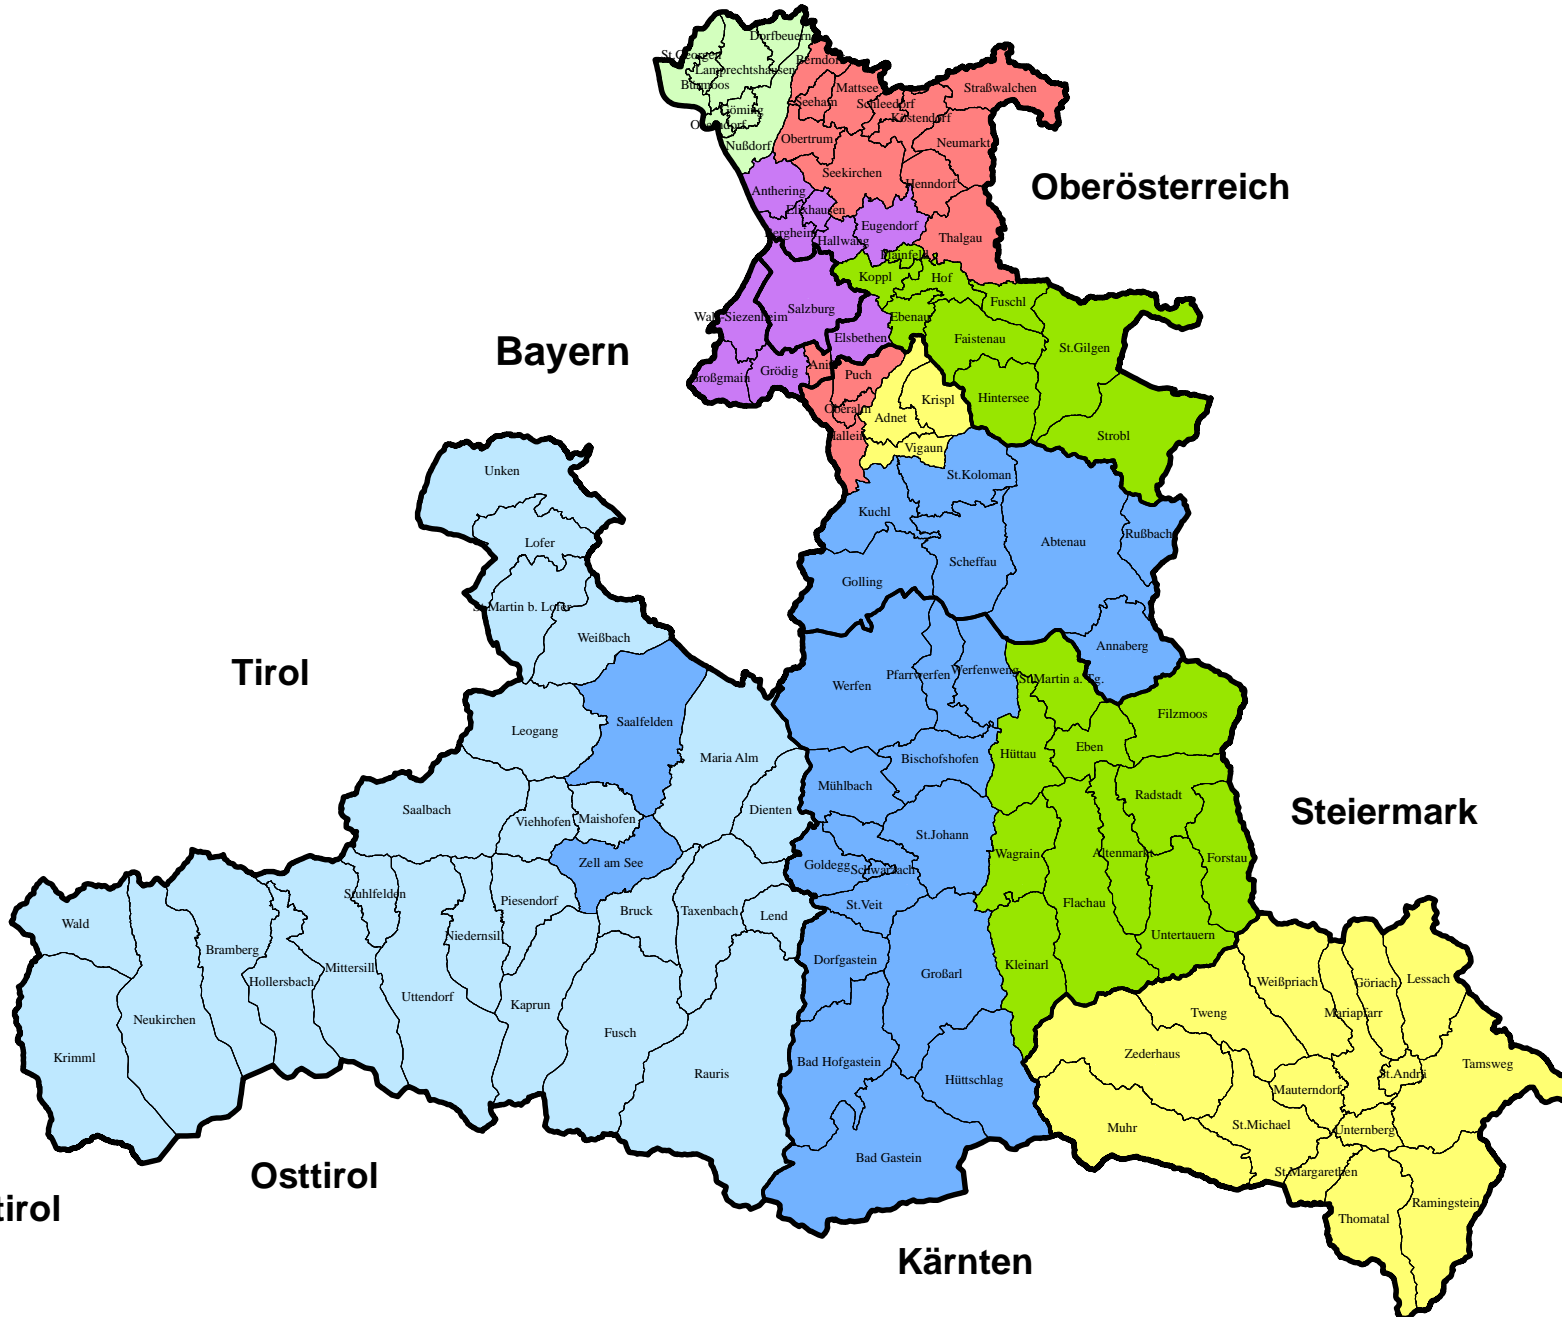 Dorfbeuern
St.Georgen
Lamprechtshausen
Bürmoos
Göming
Oberndorf
Nußdorf
Berndorf
Mattsee
Seeham
Schleedorf
Köstendorf
Straßwalchen
Obertrum
Neumarkt
Seekirchen
Henndorf
Oberösterreich
Anthering
Elixhausen
Bergheim
Hallwang
Eugendorf
Thalgau
Plainfeld
Koppl
Hof
Fuschl
Salzburg
Wals-Siezenheim
Ebenau
Elsbethen
Faistenau
St.Gilgen
Bayern
Großgmain
Grödig
Anif
Puch
Krispl
Hintersee
Oberalm
Adnet
Hallein
Strobl
Vigaun
Unken
St.Koloman
Kuchl
Lofer
Abtenau
Rußbach
Scheffau
Golling
St.Martin b. Lofer
Weißbach
Annaberg
Tirol
Werfen
Pfarrwerfen
Werfenweng
St.Martin a. Tg.
Filzmoos
Saalfelden
Leogang
Maria Alm
Bischofshofen
Hüttau
Eben
Mühlbach
Radstadt
Saalbach
Viehhofen
Maishofen
Dienten
Steiermark
St.Johann
Wagrain
Altenmarkt
Forstau
Zell am See
Goldegg
Schwarzach
Stuhlfelden
Piesendorf
Bruck
Taxenbach
Lend
St.Veit
Flachau
Wald
Niedernsill
Untertauern
Bramberg
Dorfgastein
Großarl
Kleinarl
Hollersbach
Mittersill
Uttendorf
Kaprun
Weißpriach
Göriach
Lessach
Neukirchen
Fusch
Tweng
Mariapfarr
Krimml
Rauris
Bad Hofgastein
Hüttschlag
Zederhaus
Mauterndorf
St.Andrä
Tamsweg
Muhr
St.Michael
Unternberg
Bad Gastein
St.Margarethen
Osttirol
tirol
Thomatal
Ramingstein
Kärnten